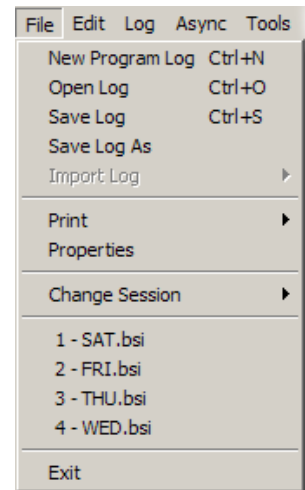 File Edit Log Async Tools
New Program Log Ctrl+N
Open Log Ctrl+O
Save Log Ctrl+S
Save Log As
Import Log
Print
Properties
Change Session
1 - SAT.bsi
2 - FRI.bsi
3 - THU.bsi
4 - WED.bsi
Exit